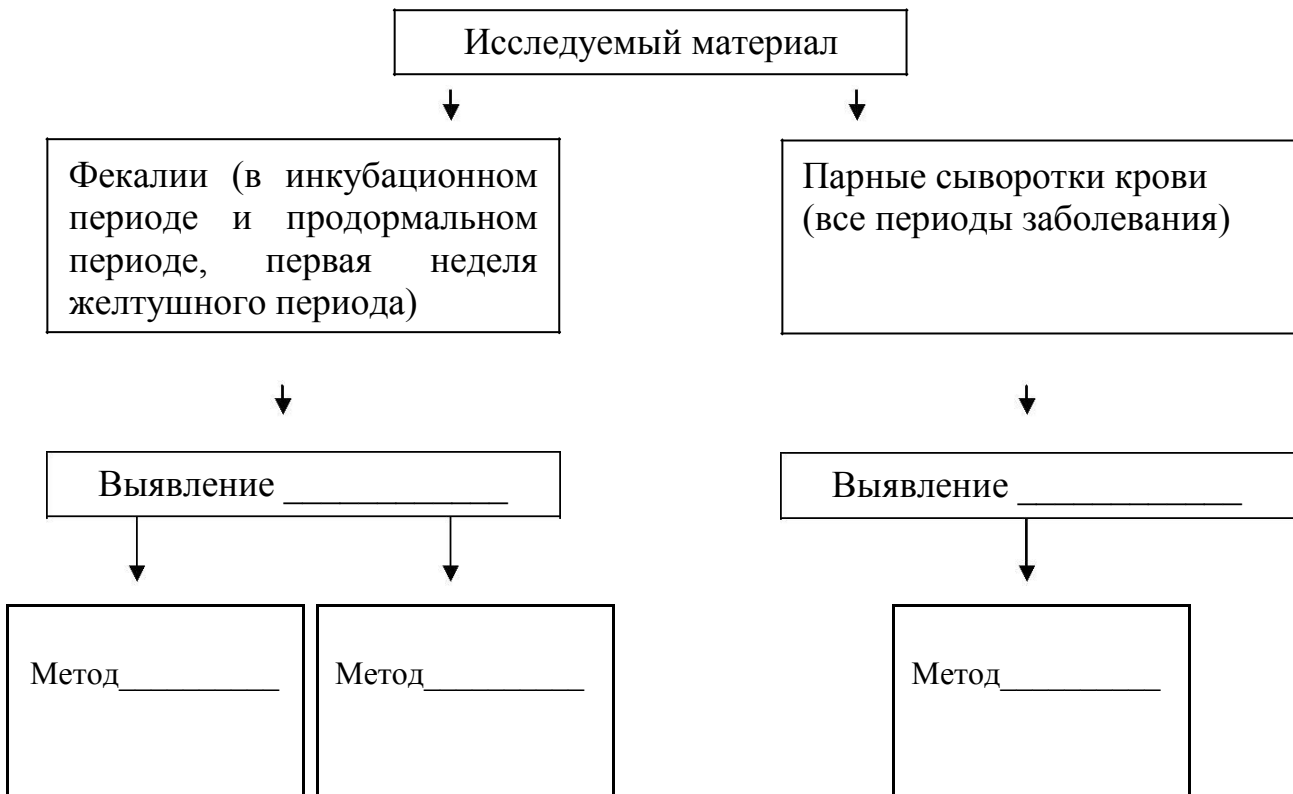 Исследуемый материал
Фекалии (в инкубационном
периоде и продормальном
периоде, первая неделя
желтушного периода)
Парные сыворотки крови
(все периоды заболевания)
Выявление ____________
Выявление ____________
Метод__________
Метод__________
Метод__________